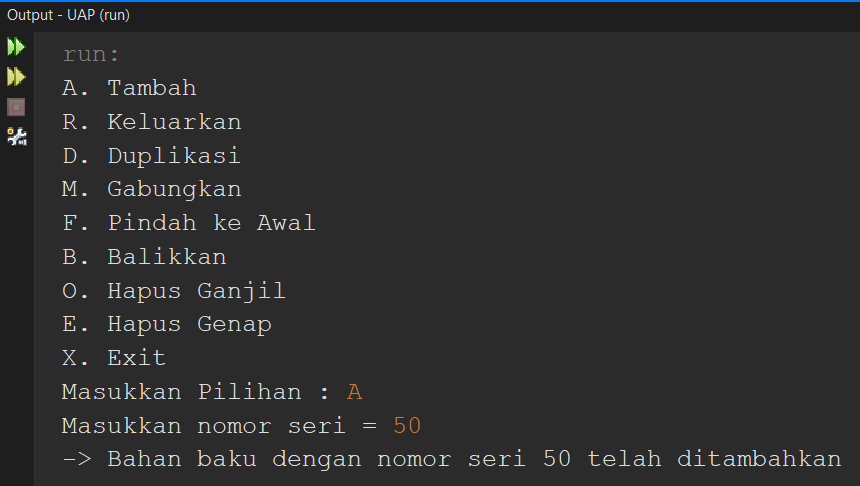 Output - UAP (run)
run:
A. Tambah
R. Keluarkan
D. Duplikasi
M. Gabungkan
F. Pindah ke Awal
B. Balikkan
O. Hapus Ganjil
E. Hapus Genap
X. Exit
Masukkan Pilihan : A
Masukkan nomor seri = 50
-> Bahan baku dengan nomor seri 50 telah ditambahkan